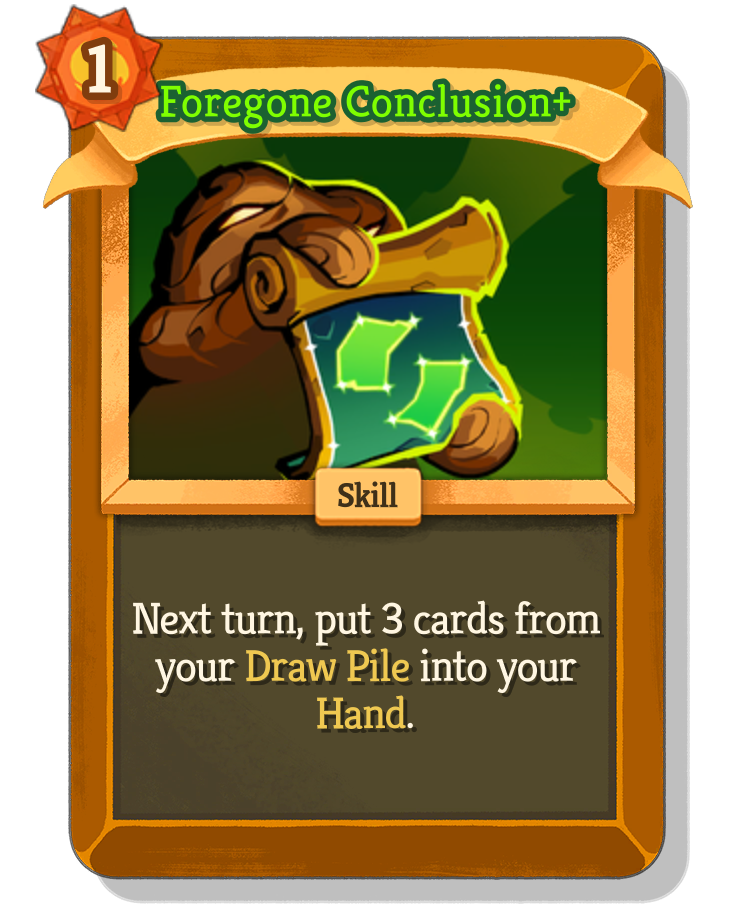 1
Foregone Conclusion+
Skill
Next turn, put 3 cards from
your Draw Pile into your
Hand.